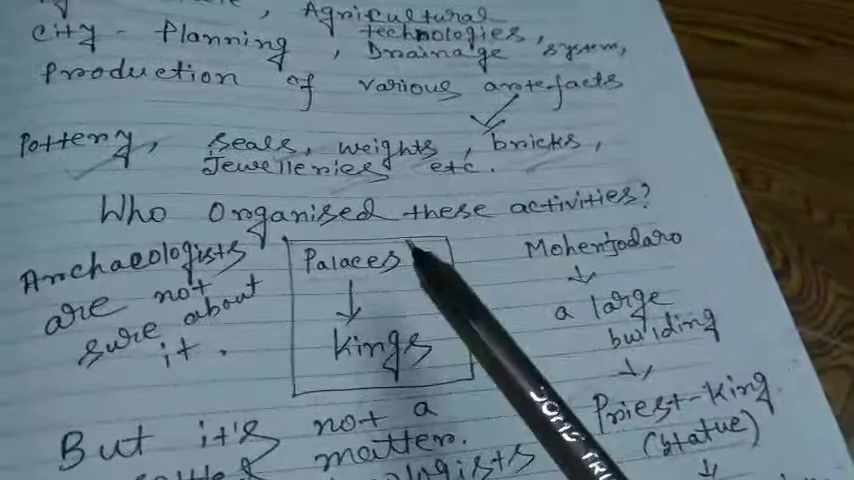 , Agricultural
technologies,
City - Planning , Drainage system,
Production of various artefacts
Pottery, Seals, weights, bricks,
Jewelleries etc.
Who Organised these activities?
Archaeologists
are not
sure about
it.
Palaces
↓
Kings
Mohenjodaro
↓
a large
building
↓
Priest-King
(Statue)
↓
But it's not a
matter.
JOMS TRI